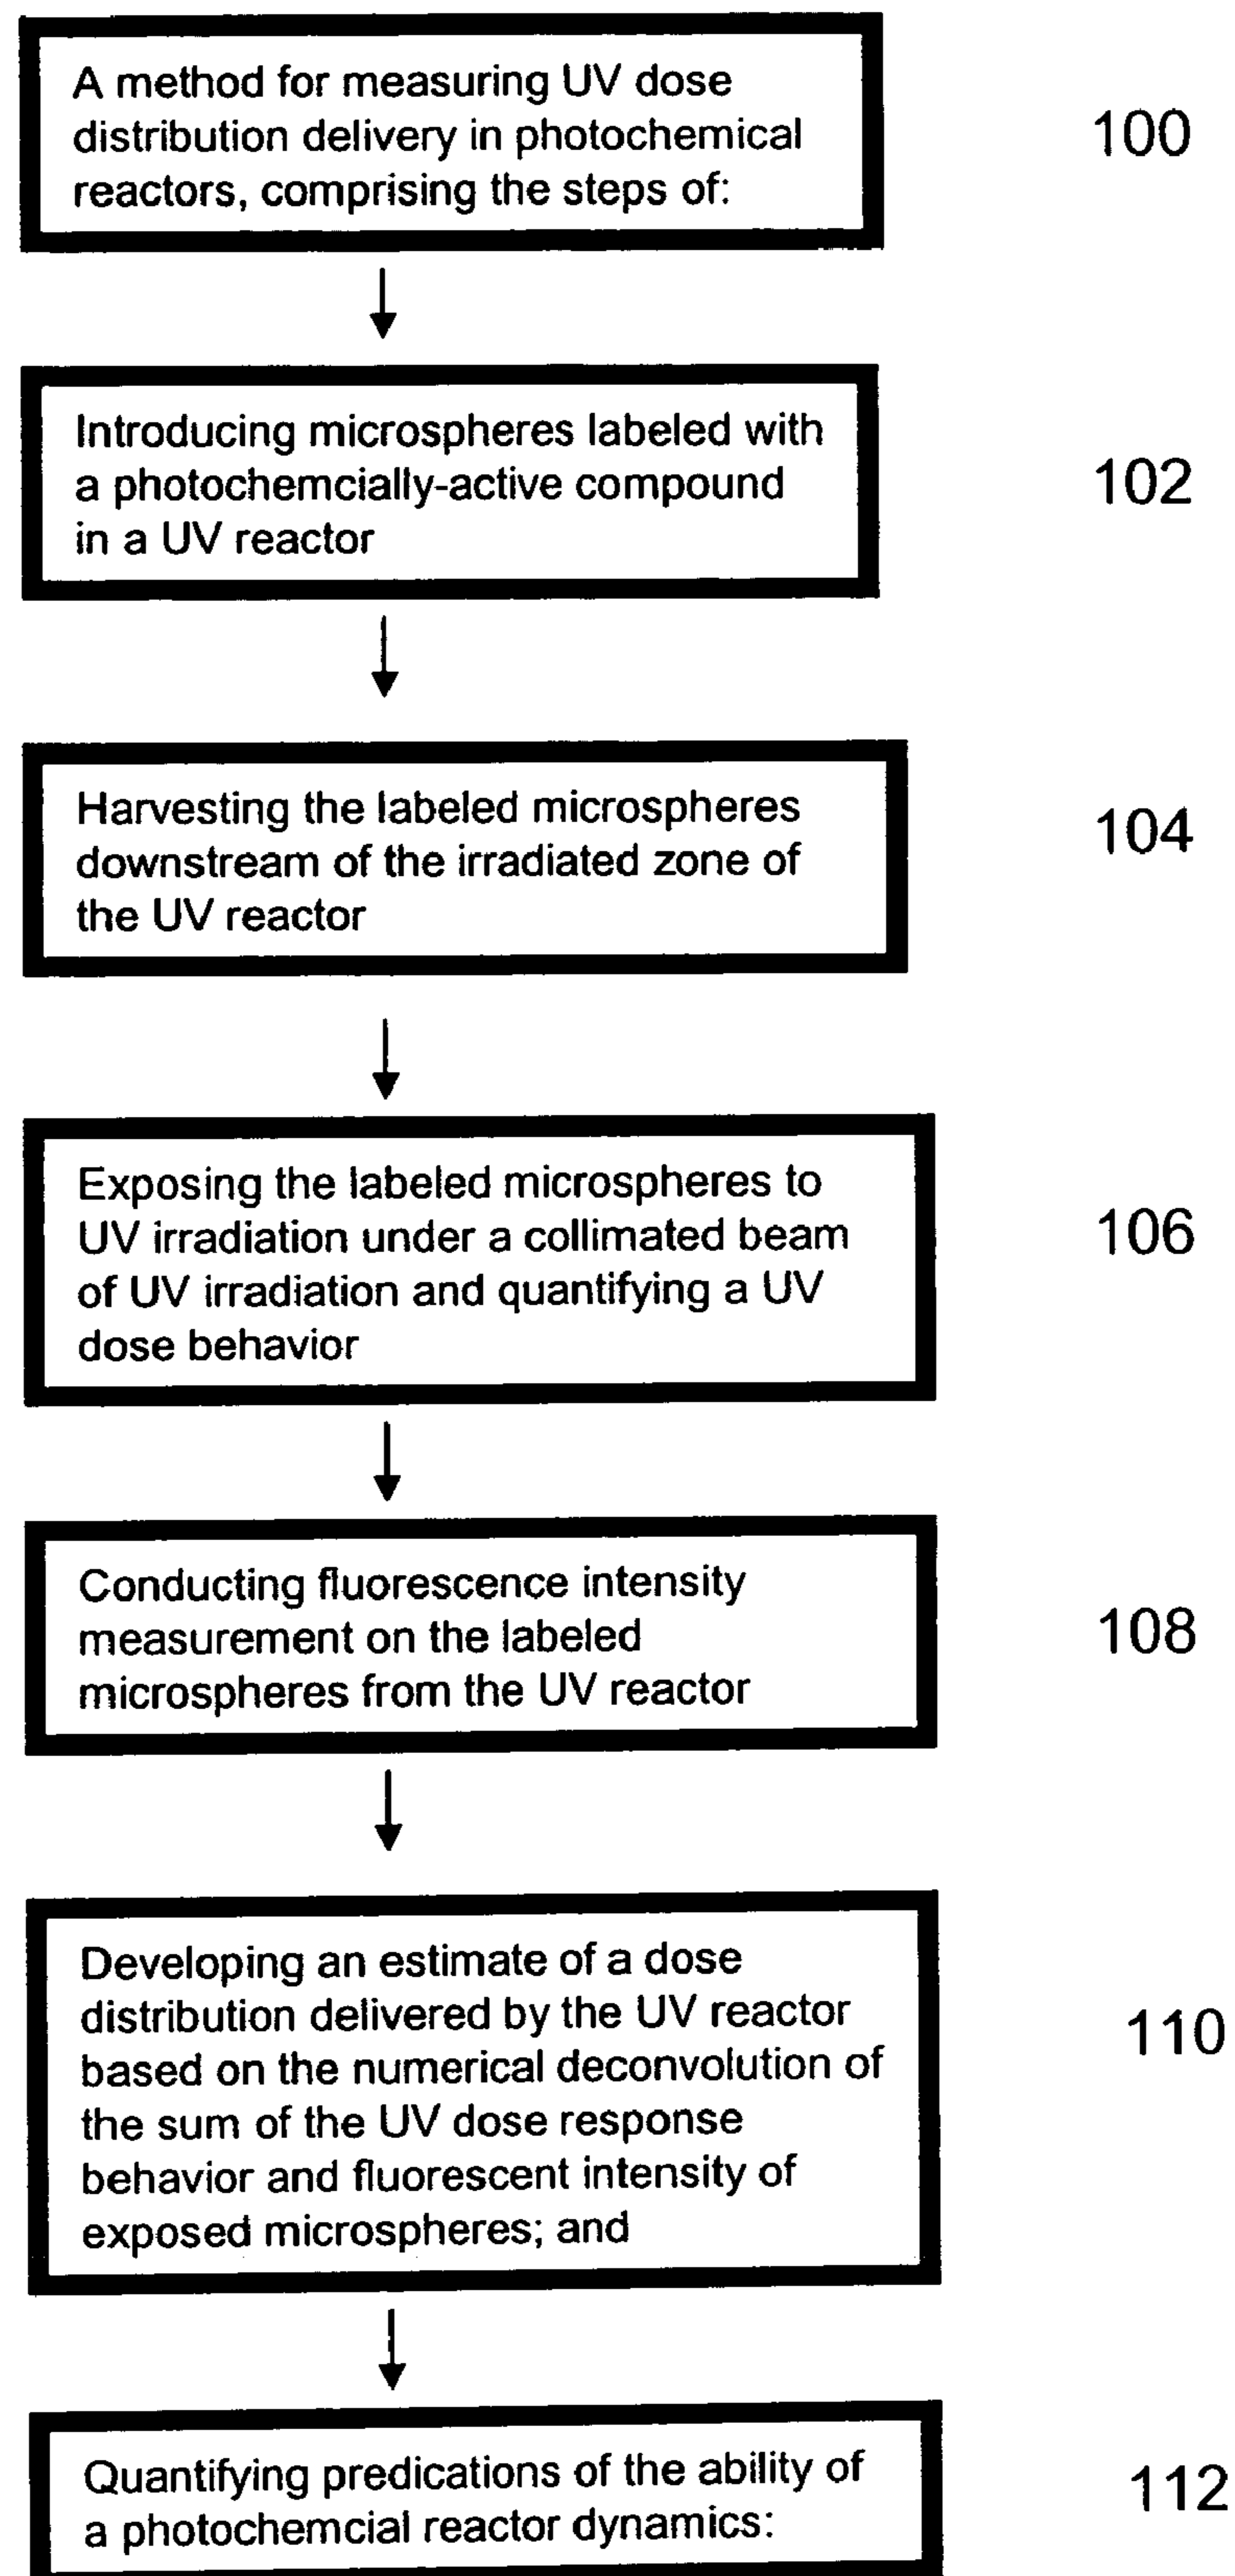 A method for measuring UV dose
distribution delivery in photochemical
reactors, comprising the steps of:
100
Introducing microspheres labeled with
a photochemcially-active compound
in a UV reactor
102
Harvesting the labeled microspheres
downstream of the irradiated zone of
the UV reactor
104
Exposing the labeled microspheres to
UV irradiation under a collimated beam
of UV irradiation and quantifying a UV
dose behavior
106
Conducting fluorescence intensity
measurement on the labeled
microspheres from the UV reactor
108
Developing an estimate of a dose
distribution delivered by the UV reactor
based on the numerical deconvolution of
the sum of the UV dose response
behavior and fluorescent intensity of
exposed microspheres; and
110
Quantifying predications of the ability of
a photochemcial reactor dynamics:
112